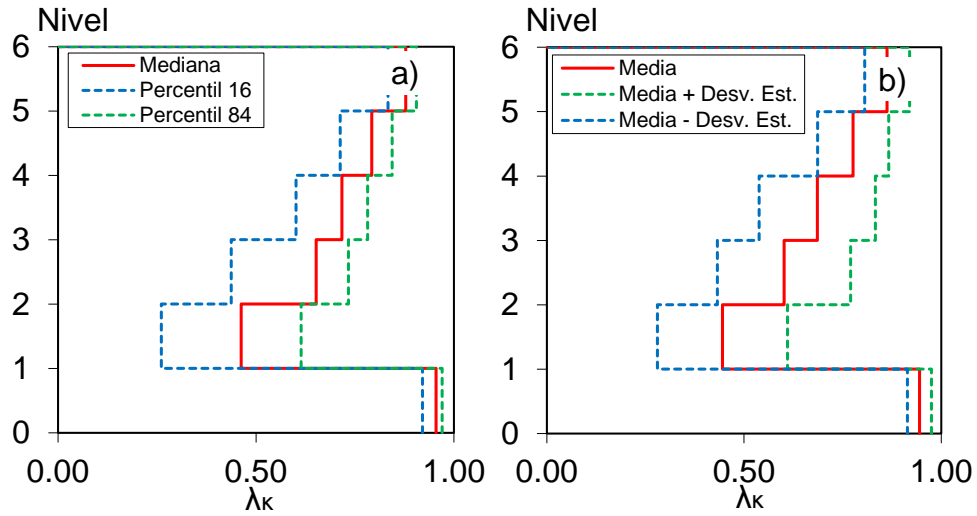 Nivel
6
5
4
3
2
1
0
Mediana
Percentil 16
Percentil 84
a)
0.00
0.50
1.00
λκ
Nivel
6
5
4
3
2
1
0
Media
Media + Desv. Est.
Media - Desv. Est.
b)
0.00
0.50
1.00
λκ